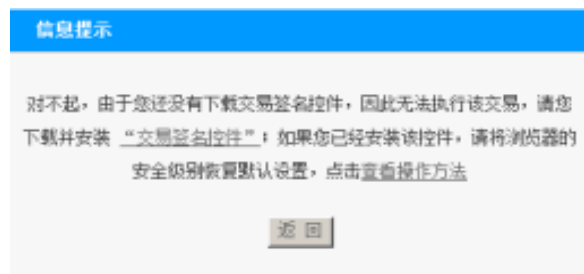 信息提示
对不起，由于您还没有下载交易签名控件，因此无法执行该交易，请您
下载并安装 “交易签名控件”；如果您已经安装该控件，请将浏览器的
安全级别恢复默认设置，点击查看操作方法
返 回